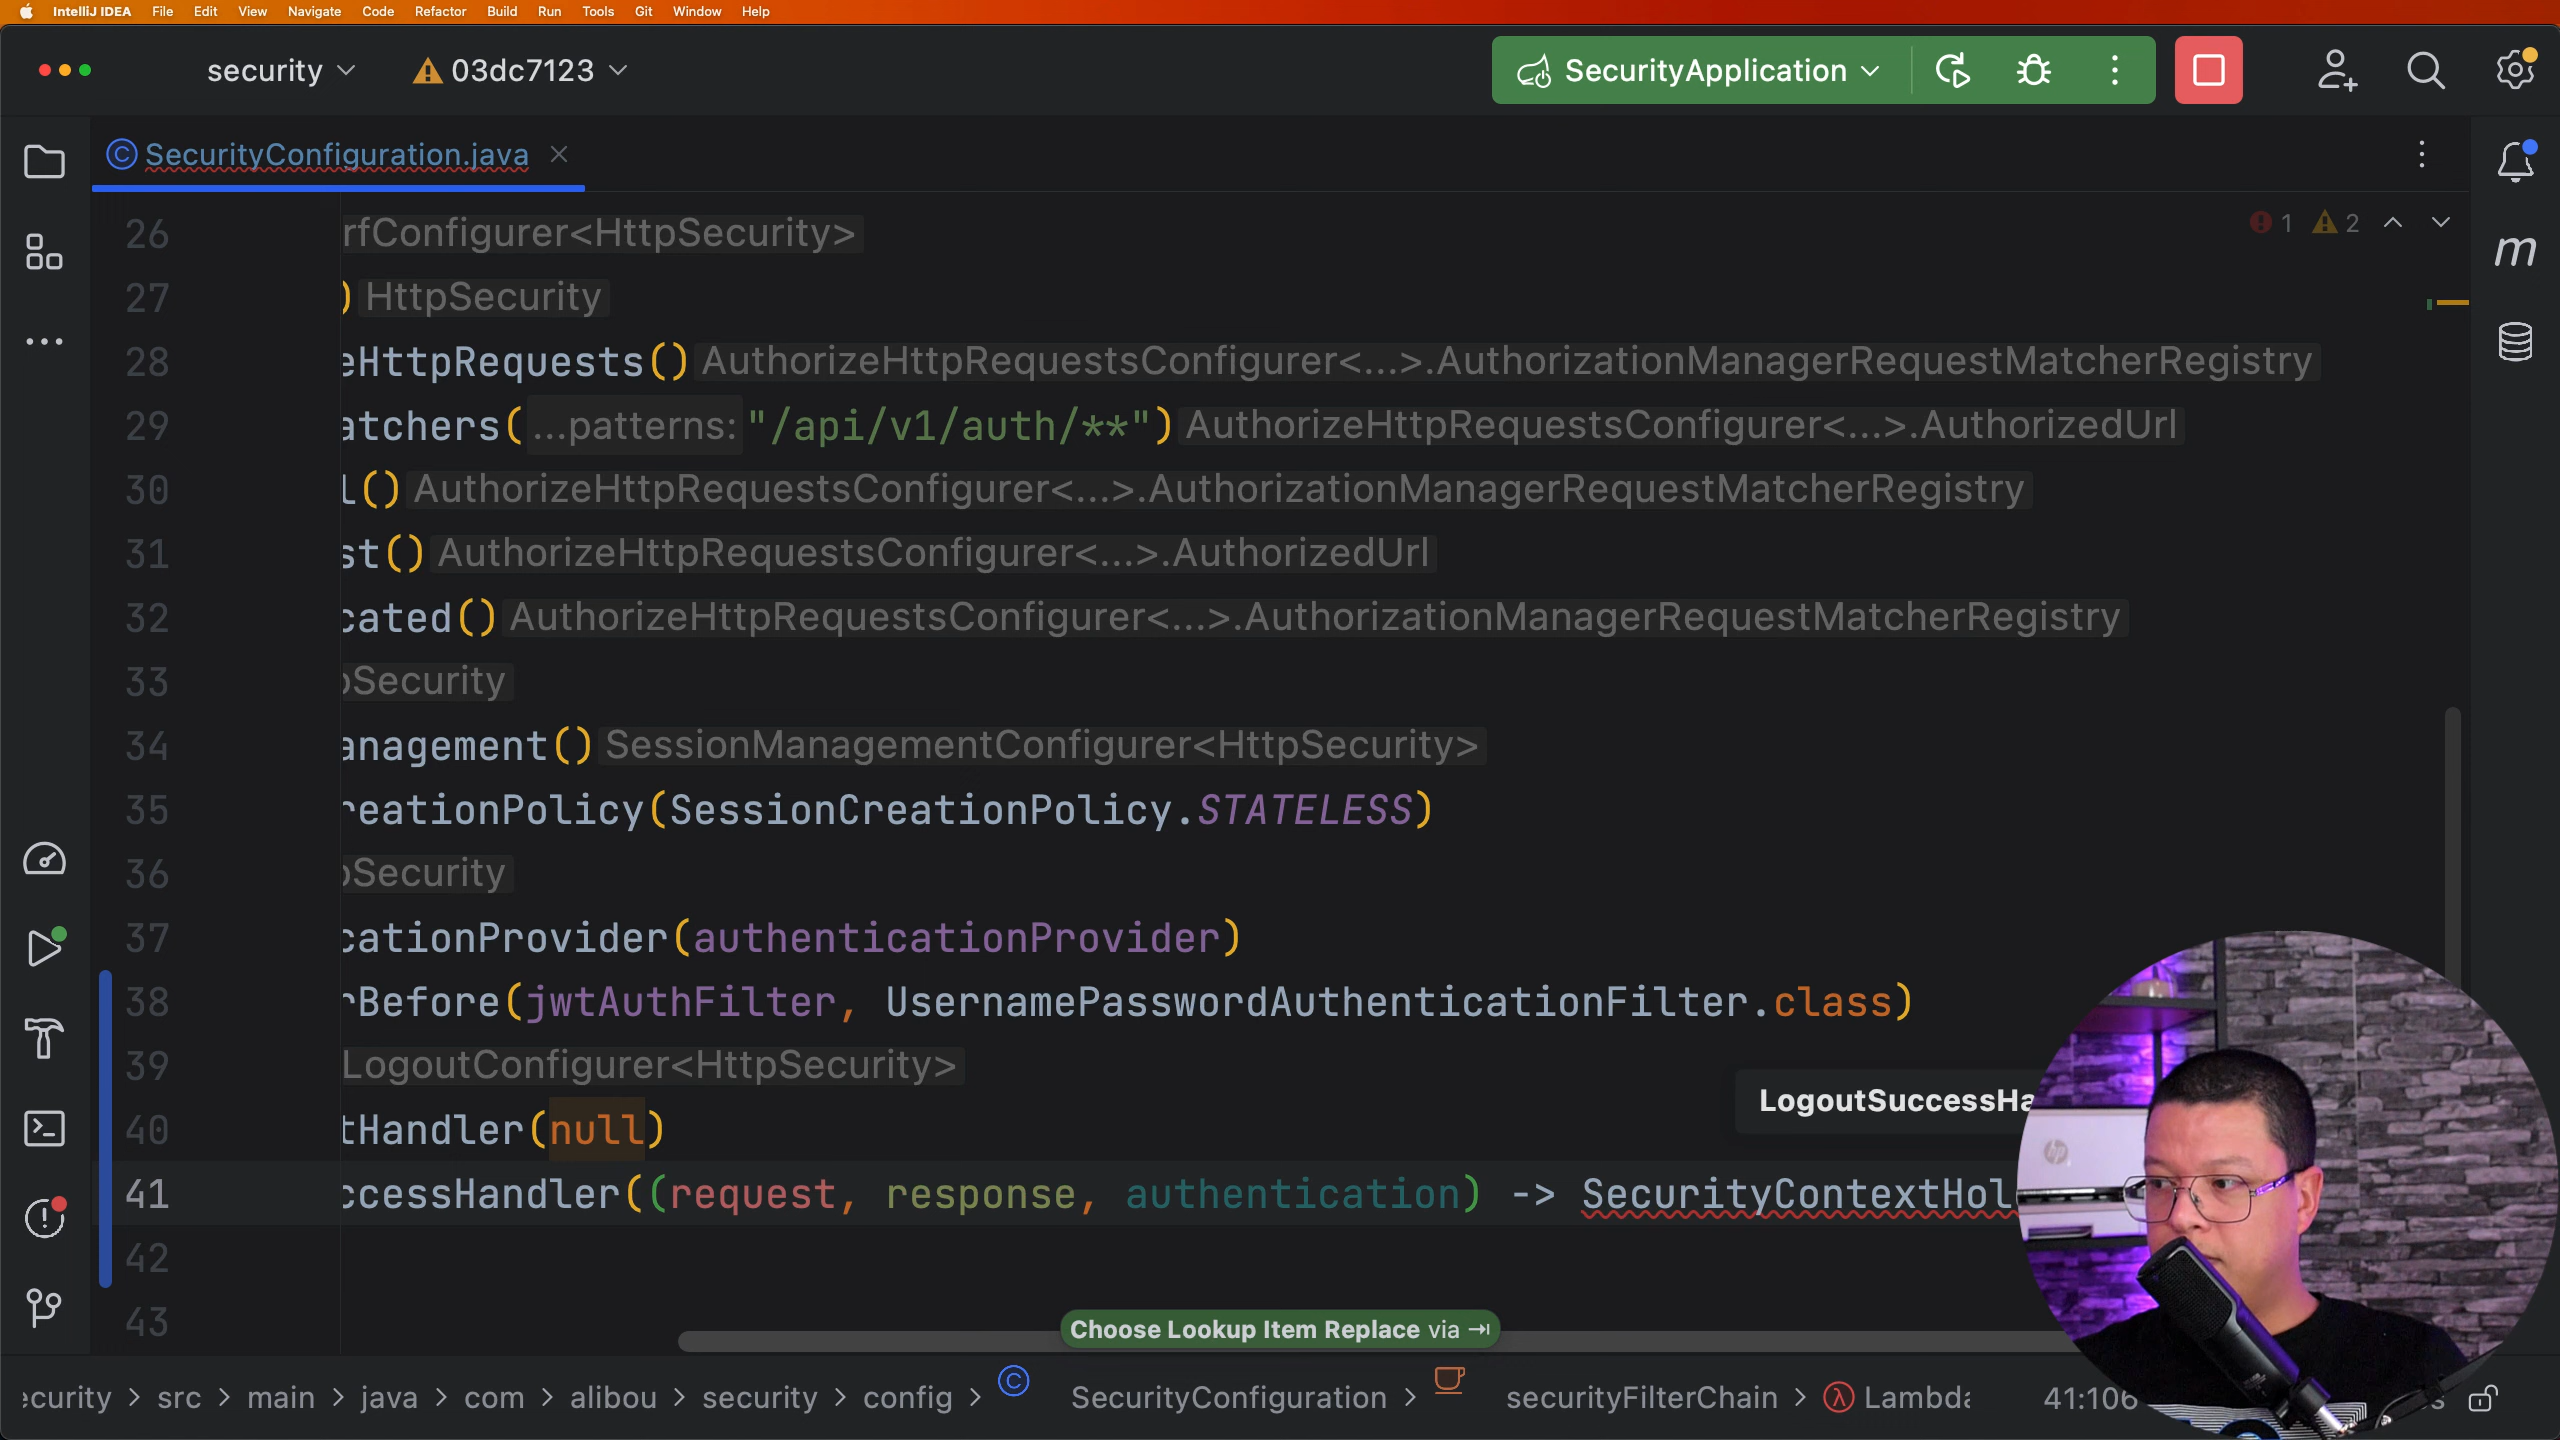 IntelliJ IDEA File Edit View Navigate Code Refactor Build Run Tools Git Window Help
security 03dc7123 SecurityApplication
SecurityConfiguration.java
1 2
m
26 rfConfigurer<HttpSecurity>
27 ) HttpSecurity
28 eHttpRequests() AuthorizeHttpRequestsConfigurer<...>.AuthorizationManagerRequestMatcherRegistry
29 atchers( ...patterns: "/api/v1/auth/**") AuthorizeHttpRequestsConfigurer<...>.AuthorizedUrl
30 l() AuthorizeHttpRequestsConfigurer<...>.AuthorizationManagerRequestMatcherRegistry
31 st() AuthorizeHttpRequestsConfigurer<...>.AuthorizedUrl
32 cated() AuthorizeHttpRequestsConfigurer<...>.AuthorizationManagerRequestMatcherRegistry
33 pSecurity
34 anagement() SessionManagementConfigurer<HttpSecurity>
35 reationPolicy(SessionCreationPolicy.STATELESS)
36 pSecurity
37 cationProvider(authenticationProvider)
38 rBefore(jwtAuthFilter, UsernamePasswordAuthenticationFilter.class)
39 LogoutConfigurer<HttpSecurity>
LogoutSuccessHa
40 tHandler(null)
41 ccessHandler((request, response, authentication) -> SecurityContextHol
42
43
Choose Lookup Item Replace via
ecurity > src > main > java > com > alibou > security > config > SecurityConfiguration > securityFilterChain > Lambda 41:106